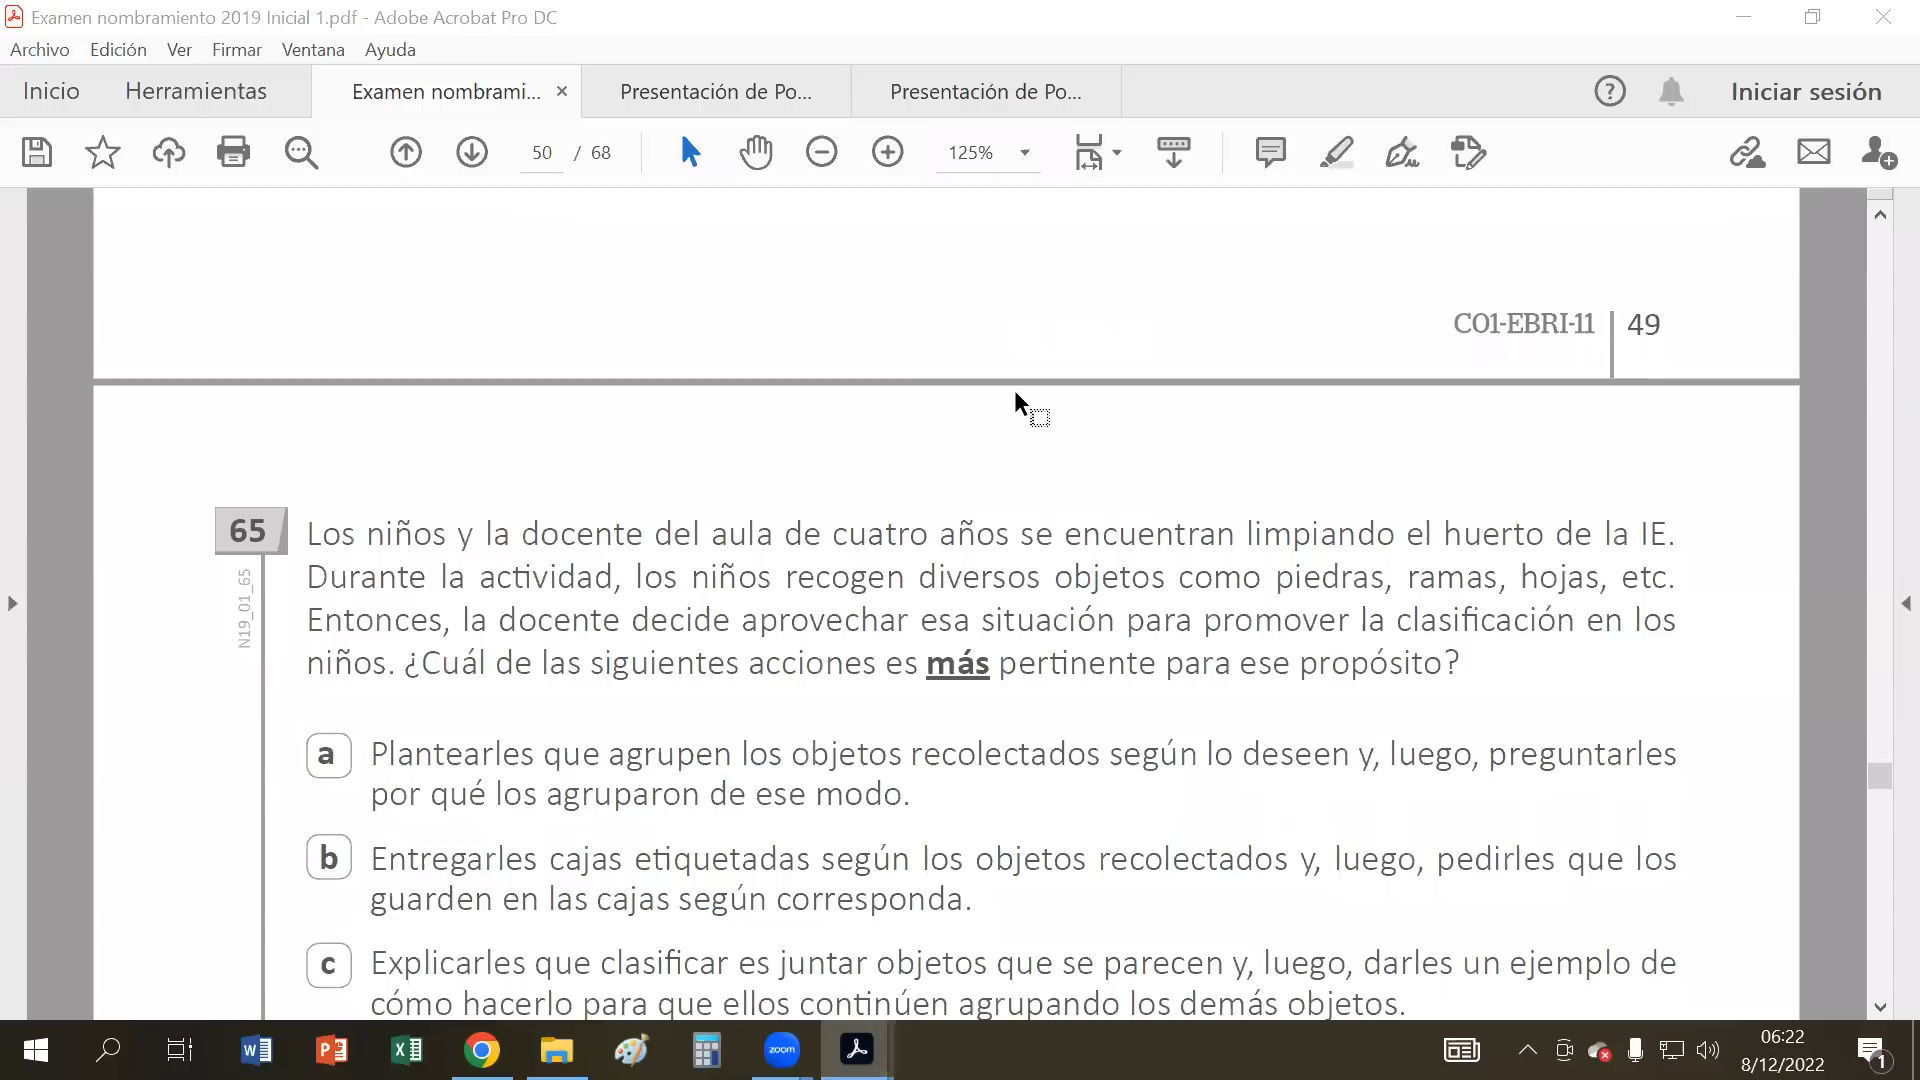 Examen nombramiento 2019 Inicial 1.pdf - Adobe Acrobat Pro DC
Archivo Edición Ver Firmar Ventana Ayuda
Inicio Herramientas Examen nombrami... × Presentación de Po... Presentación de Po... Iniciar sesión
50 / 68 125%
C01-EBRI-11 49
65
N19_01_65
Los niños y la docente del aula de cuatro años se encuentran limpiando el huerto de la IE.
Durante la actividad, los niños recogen diversos objetos como piedras, ramas, hojas, etc.
Entonces, la docente decide aprovechar esa situación para promover la clasificación en los
niños. ¿Cuál de las siguientes acciones es más pertinente para ese propósito?
a Plantearles que agrupen los objetos recolectados según lo deseen y, luego, preguntarles
por qué los agruparon de ese modo.
b Entregarles cajas etiquetadas según los objetos recolectados y, luego, pedirles que los
guarden en las cajas según corresponda.
c Explicarles que clasificar es juntar objetos que se parecen y, luego, darles un ejemplo de
cómo hacerlo para que ellos continúen agrupando los demás objetos.
zoom
06:22
8/12/2022
1